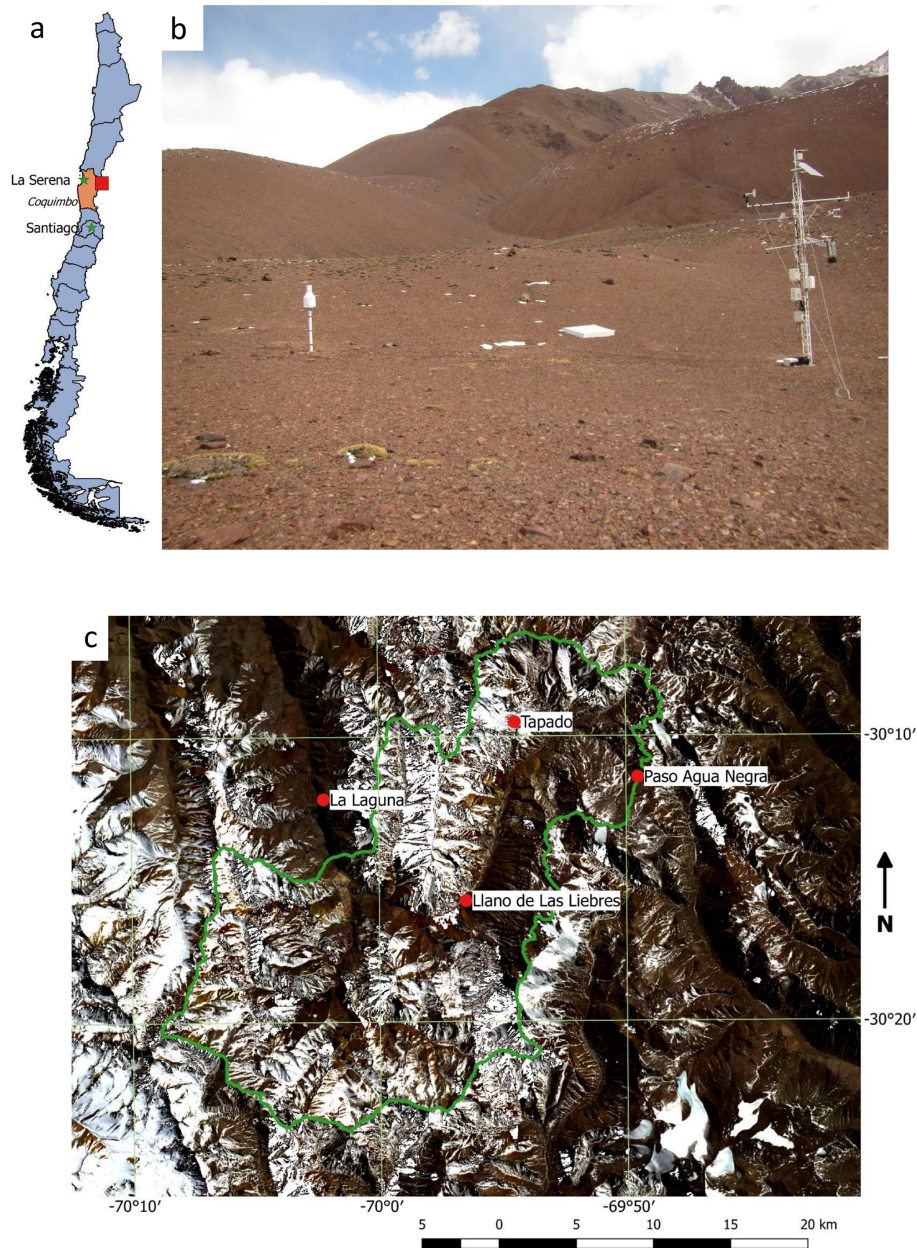 a
b
La Serena
Coquimbo
Santiago
c
Tapado
-30°10'
Paso Agua Negra
La Laguna
Llano de Las Liebres
N
-30°20'
-70°10'
-70°0'
-69°50'
5
0
5
10
15
20 km